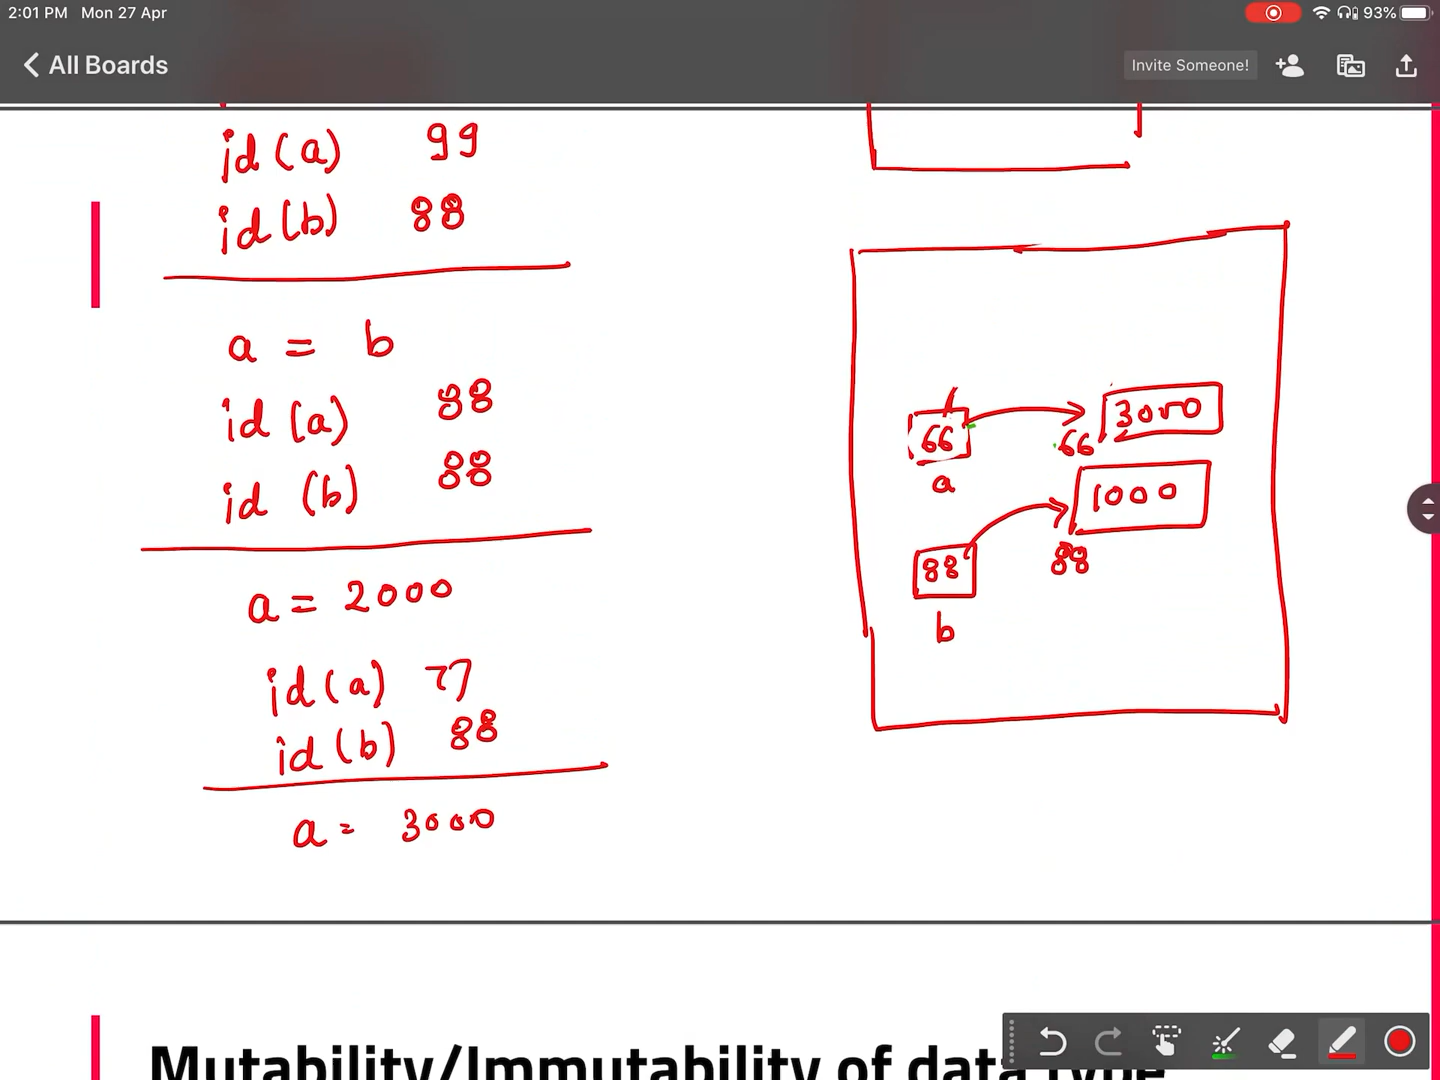 2:01 PM Mon 27 Apr
93%
All Boards
Invite Someone!
id (a) 99
id (b) 88
a = b
id (a) 88
id (b) 88
a = 2000
id (a) 77
id (b) 88
a = 3000
66
a
66
3000
1000
88
88
b
Mutability/Immutability of data type